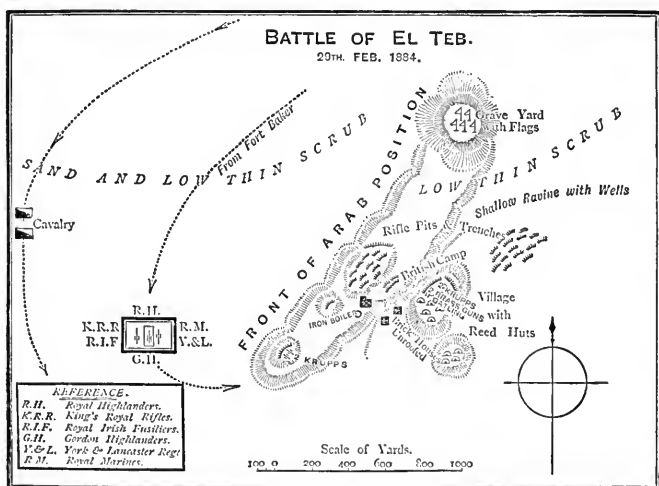 BATTLE OF EL TEB.
29TH. FEB. 1884.
Grave Yard
with Flags
From Fort Baker
SAND AND LOW THIN SCRUB
FRONT OF ARAB POSITION
LOW THIN SCRUB
Shallow Ravine with Wells
Cavalry
Rifle Pits & Trenches
British Camp
R.H.
K.R.R.
R.M.
R.I.F.
Y.&L.
G.H.
IRON BOILER
KRUPPS
BRASS GUNS
Village
with
Reed Huts
KRUPPS
REFERENCE.
R.H. Royal Highlanders.
K.R.R. King's Royal Rifles.
R.I.F. Royal Irish Fusiliers.
G.H. Gordon Highlanders.
Y.&L. York & Lancaster Regt
R.M. Royal Marines.
Scale of Yards.
100 0 200 400 600 800 1000